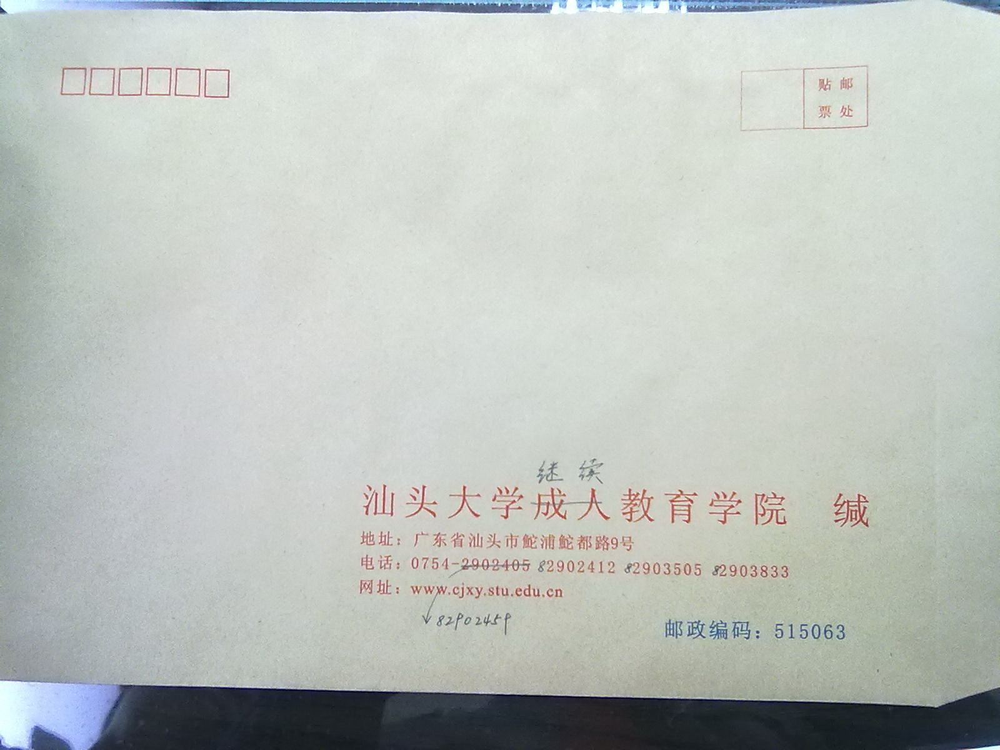 贴邮
票处
继续
汕头大学成人教育学院 缄
地址：广东省汕头市鮀浦鮀都路9号
电话：0754-2902405 82902412 82903505 82903833
网址：www.cjxy.stu.edu.cn
82902459
邮政编码：515063